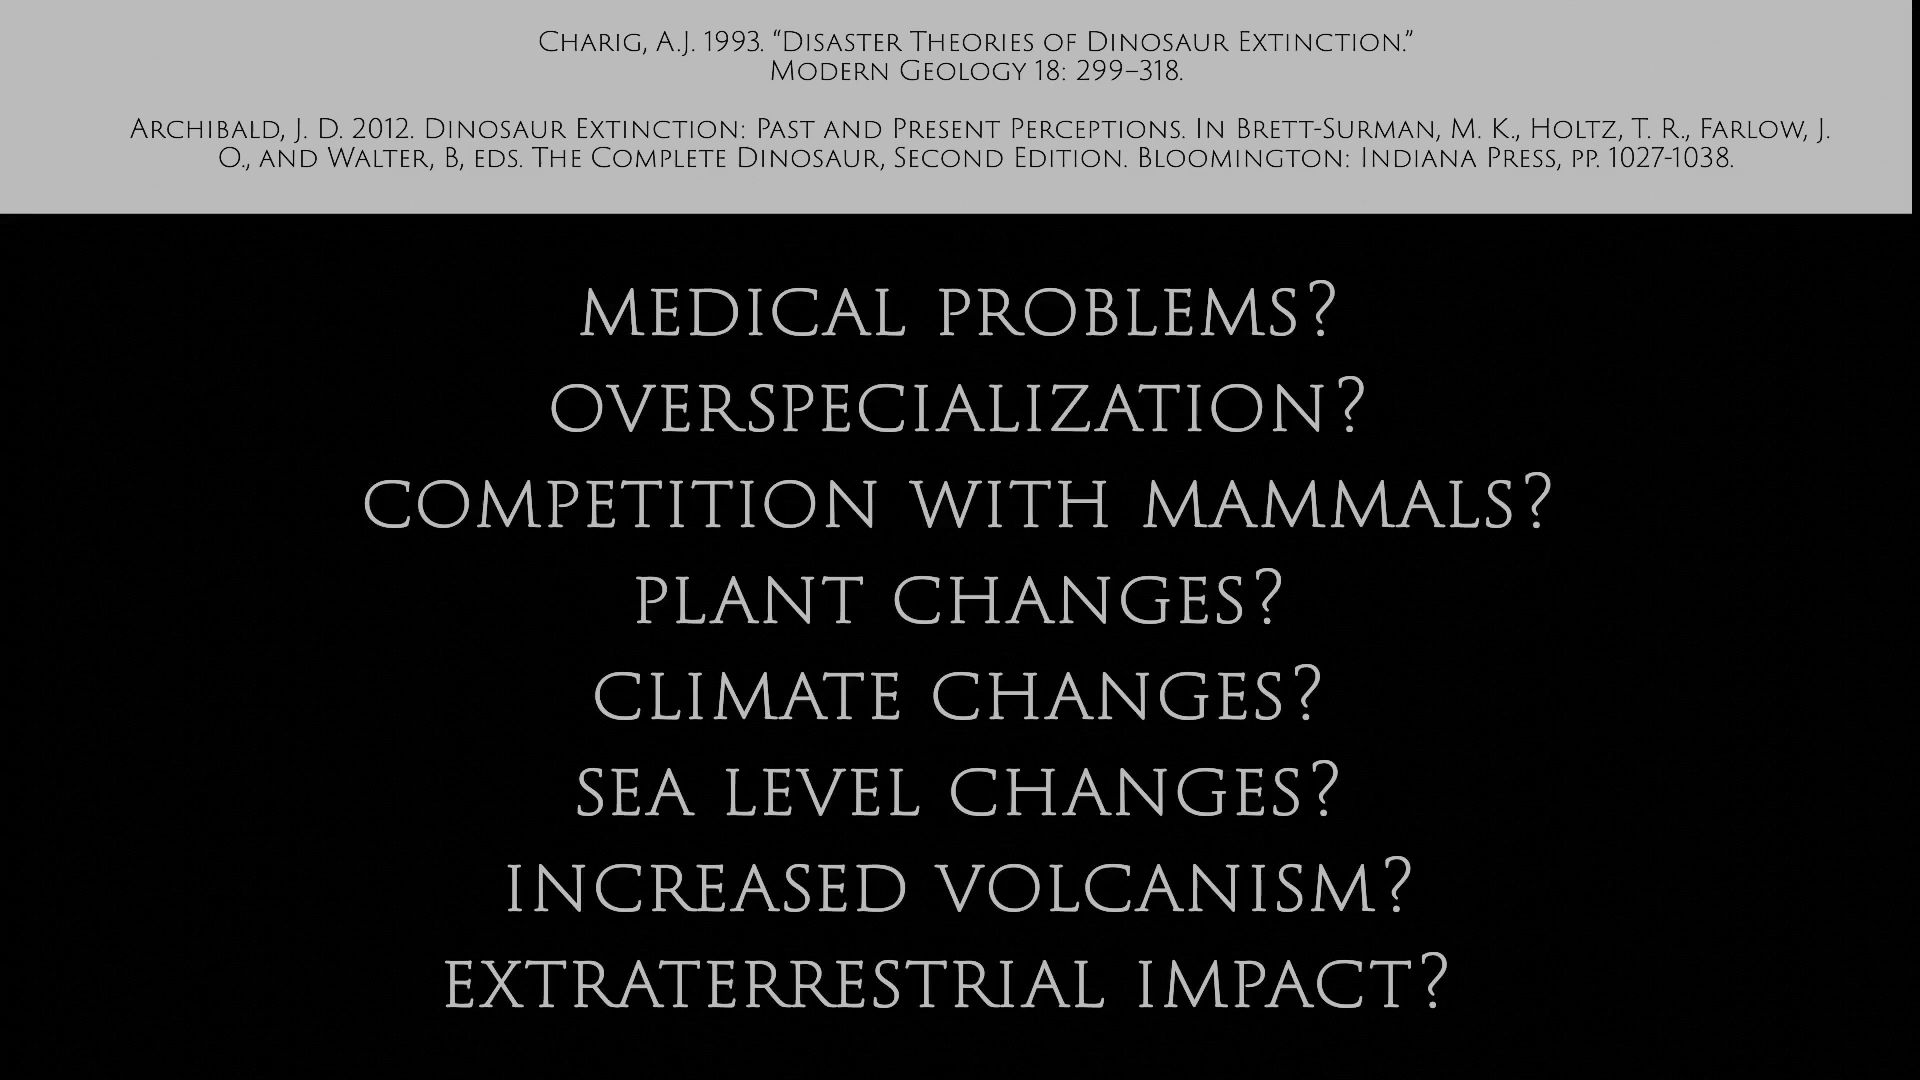 Charig, A.J. 1993. “Disaster Theories of Dinosaur Extinction.”
Modern Geology 18: 299–318.
Archibald, J. D. 2012. Dinosaur Extinction: Past and Present Perceptions. In Brett-Surman, M. K., Holtz, T. R., Farlow, J.
O., and Walter, B, eds. The Complete Dinosaur, Second Edition. Bloomington: Indiana Press, pp. 1027-1038.
MEDICAL PROBLEMS?
OVERSPECIALIZATION?
COMPETITION WITH MAMMALS?
PLANT CHANGES?
CLIMATE CHANGES?
SEA LEVEL CHANGES?
INCREASED VOLCANISM?
EXTRATERRESTRIAL IMPACT?